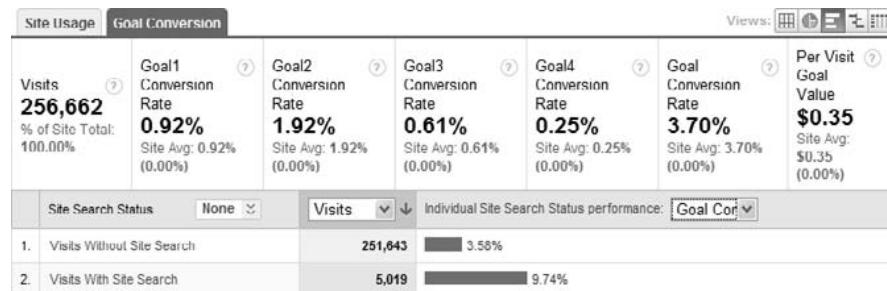 Site Usage Goal Conversion Views:
Visits
256,662
% of Site Total:
100.00%
Goal1
Conversion
Rate
0.92%
Site Avg: 0.92%
(0.00%)
Goal2
Conversion
Rate
1.92%
Site Avg: 1.92%
(0.00%)
Goal3
Conversion
Rate
0.61%
Site Avg: 0.61%
(0.00%)
Goal4
Conversion
Rate
0.25%
Site Avg: 0.25%
(0.00%)
Goal
Conversion
Rate
3.70%
Site Avg: 3.70%
(0.00%)
Per Visit
Goal
Value
$0.35
Site Avg:
$0.35
(0.00%)
Site Search Status None Visits Individual Site Search Status performance: Goal Cor
1. Visits Without Site Search 251,643 3.58%
2. Visits With Site Search 5,019 9.74%